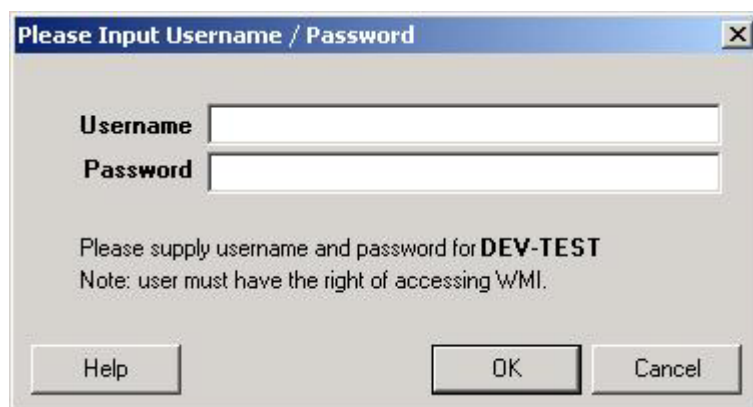 Please Input Username / Password
Username
Password
Please supply username and password for DEV-TEST
Note: user must have the right of accessing WMI.
Help OK Cancel